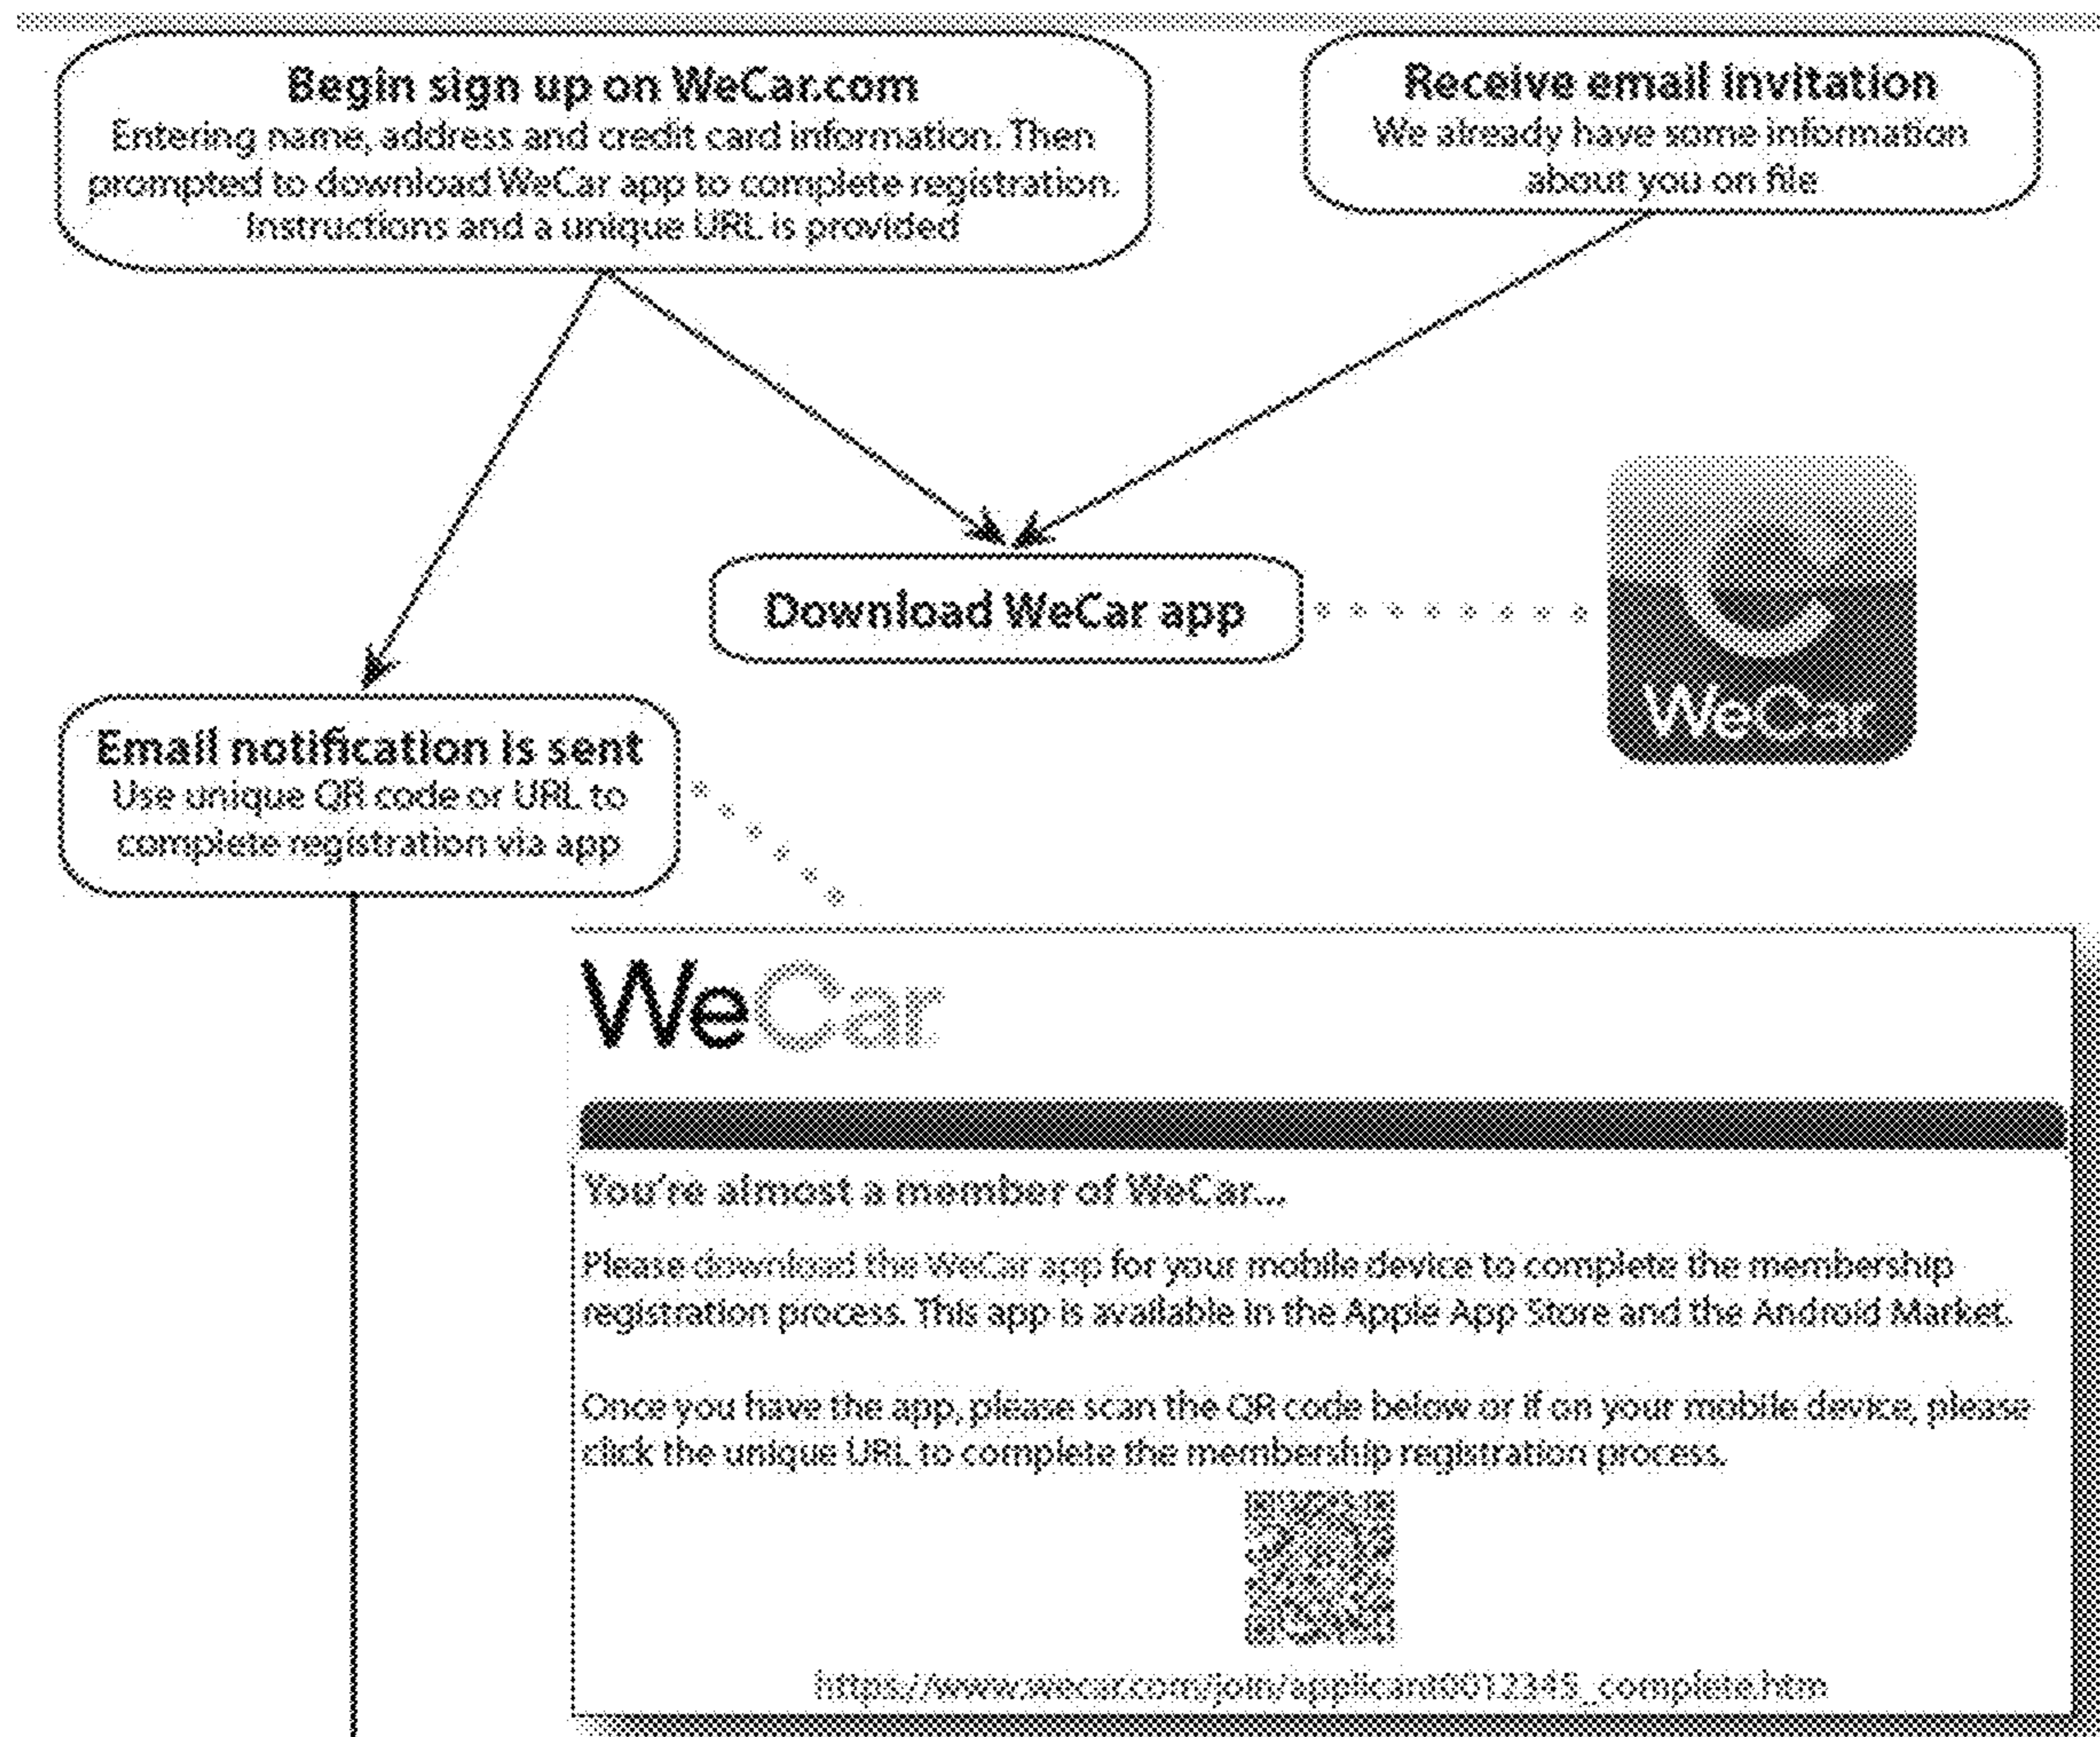 Begin sign up on WeCar.com
Entering name, address and credit card information. Then
prompted to download WeCar app to complete registration.
Instructions and a unique URL is provided
Receive email invitation
We already have some information
about you on file
Download WeCar app
WeCar
Email notification is sent
Use unique QR code or URL to
complete registration via app
WeCar
You're almost a member of WeCar...
Please download the WeCar app for your mobile device to complete the membership
registration process. This app is available in the Apple App Store and the Android Market.
Once you have the app, please scan the QR code below or if on your mobile device, please
click the unique URL to complete the membership registration process.
https://www.wecar.com/join/applicant0012345_complete.htm